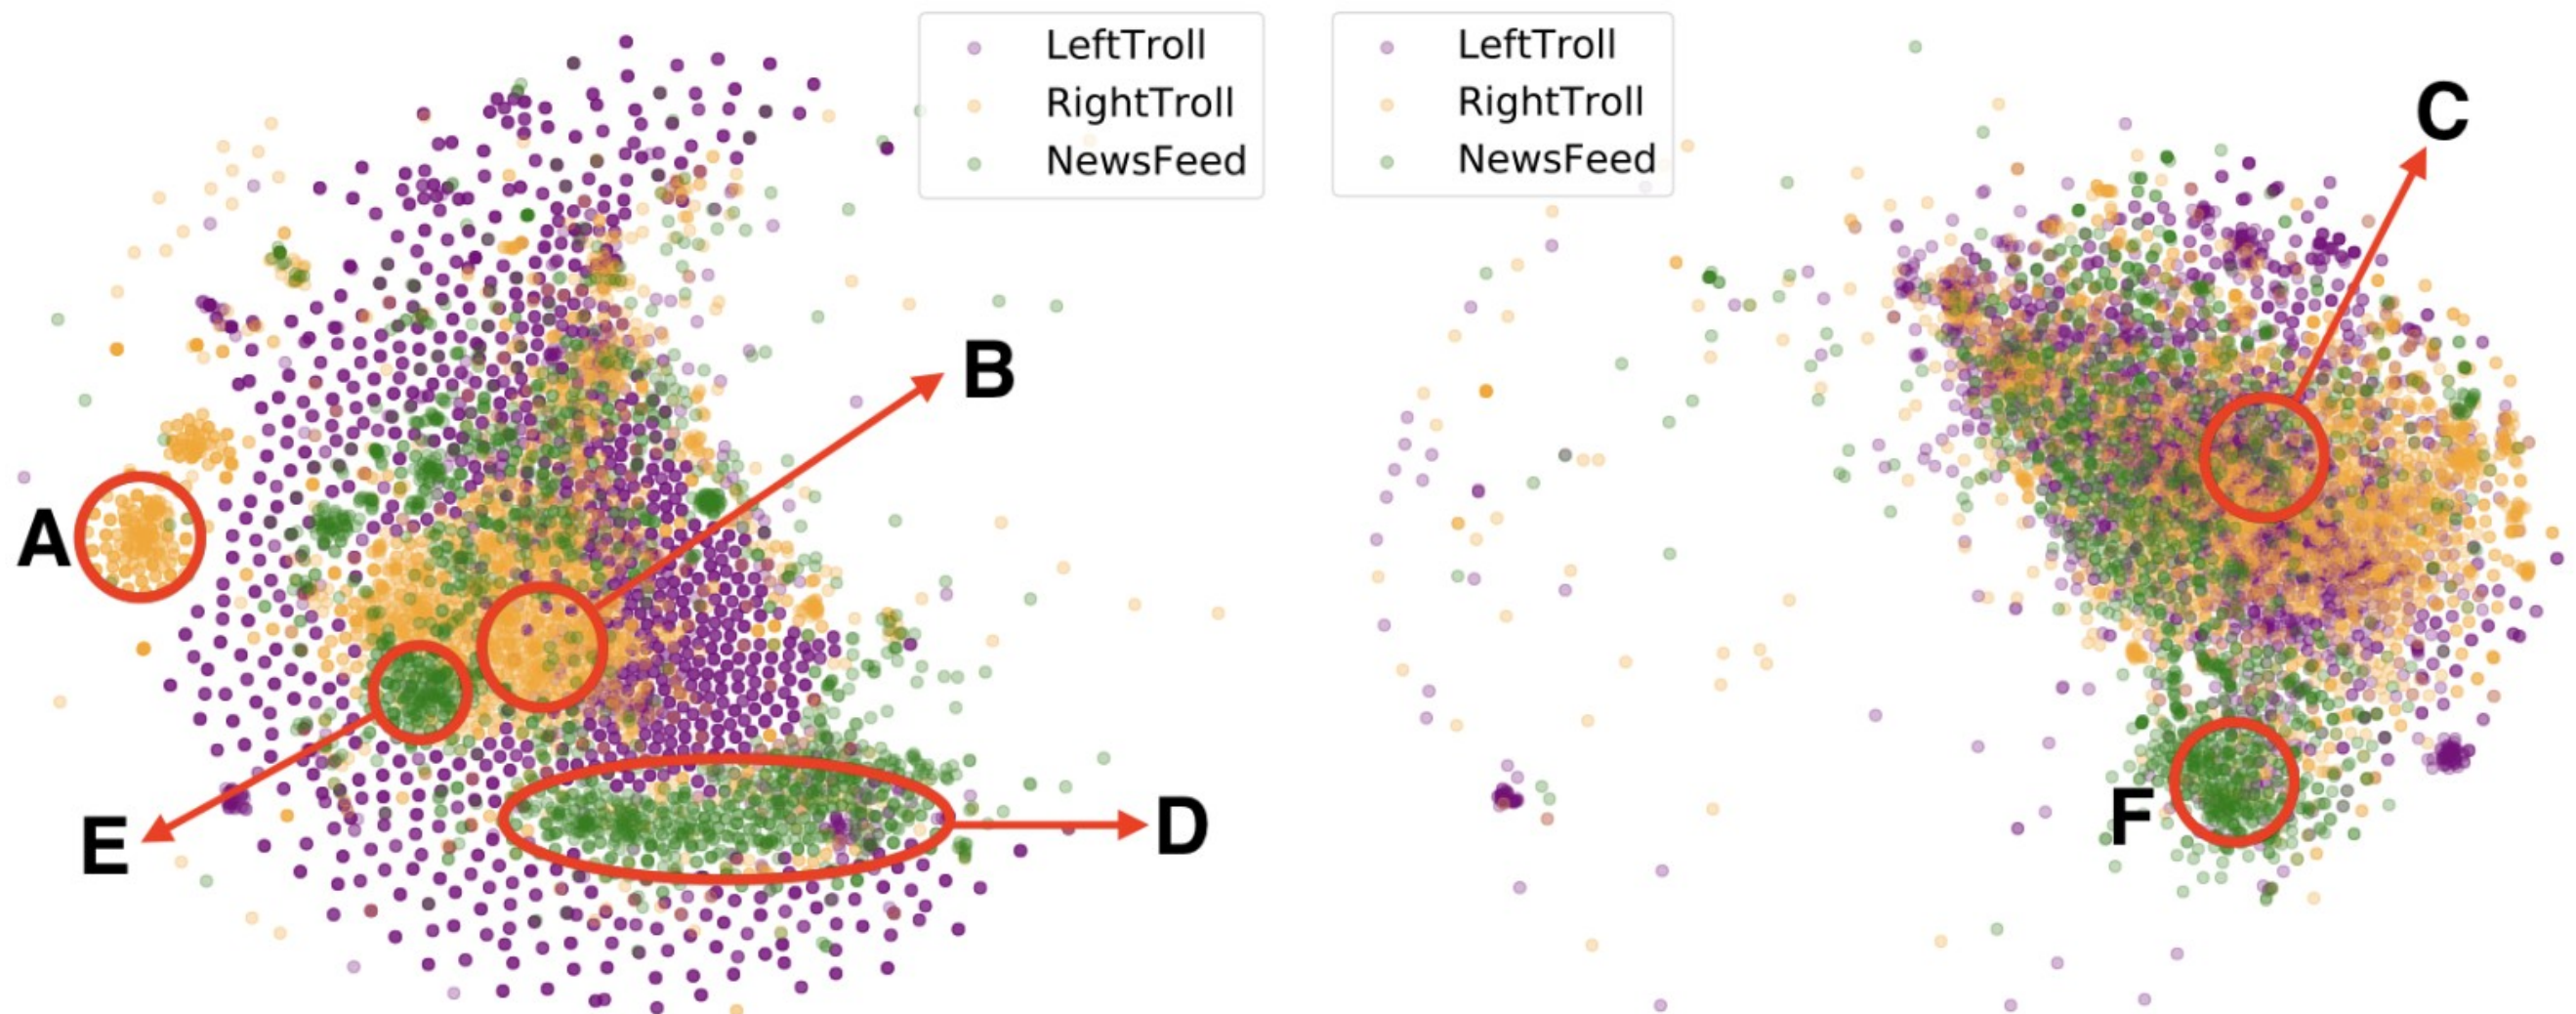 LeftTroll
RightTroll
NewsFeed
LeftTroll
RightTroll
NewsFeed
C
B
A
D
E
F